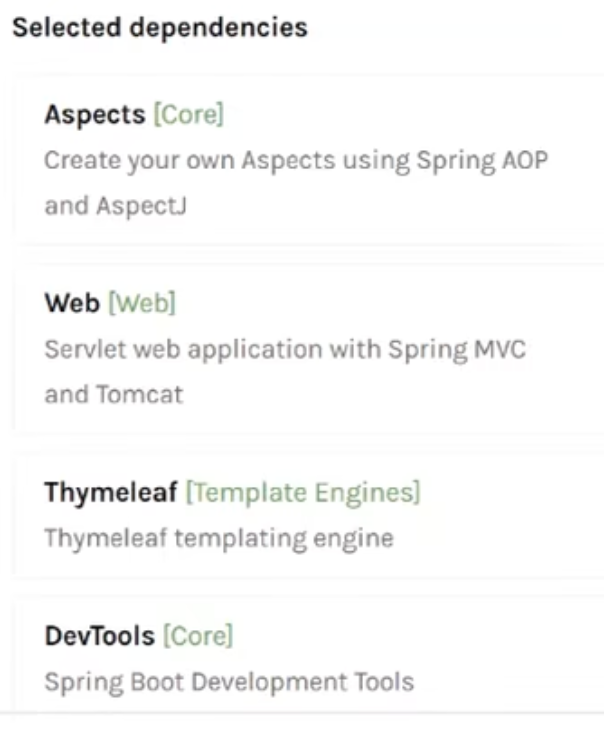 Selected dependencies
Aspects [Core]
Create your own Aspects using Spring AOP
and AspectJ
Web [Web]
Servlet web application with Spring MVC
and Tomcat
Thymeleaf [Template Engines]
Thymeleaf templating engine
DevTools [Core]
Spring Boot Development Tools